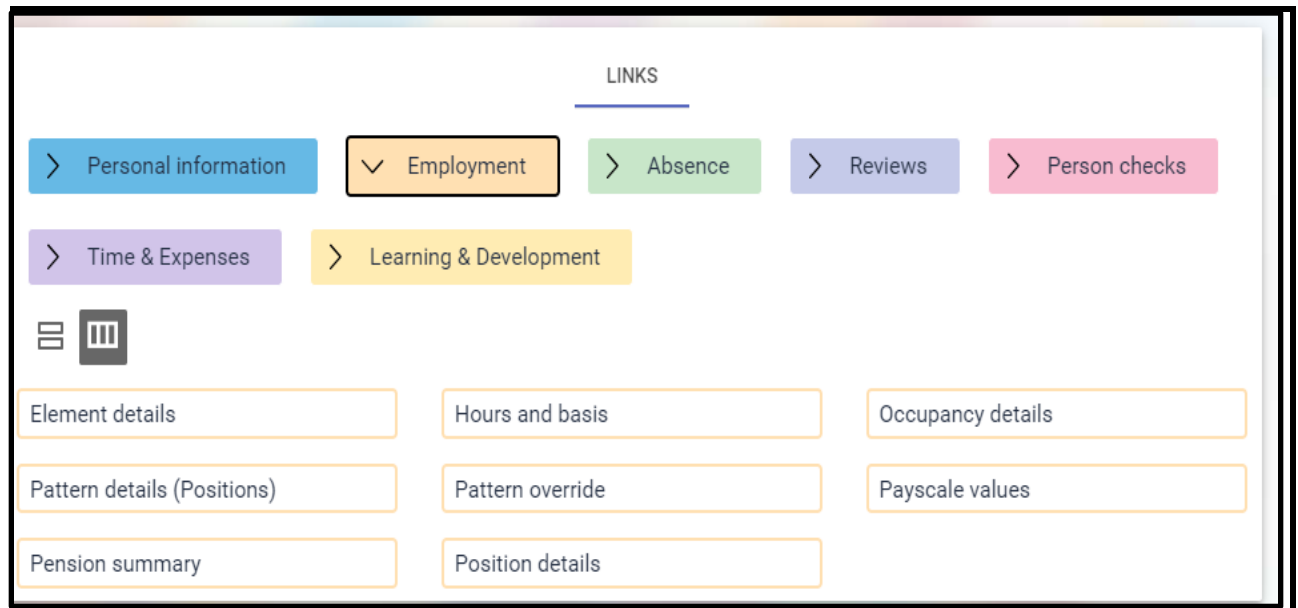 LINKS
Personal information Employment Absence Reviews Person checks
Time & Expenses Learning & Development
Element details Hours and basis Occupancy details
Pattern details (Positions) Pattern override Payscale values
Pension summary Position details